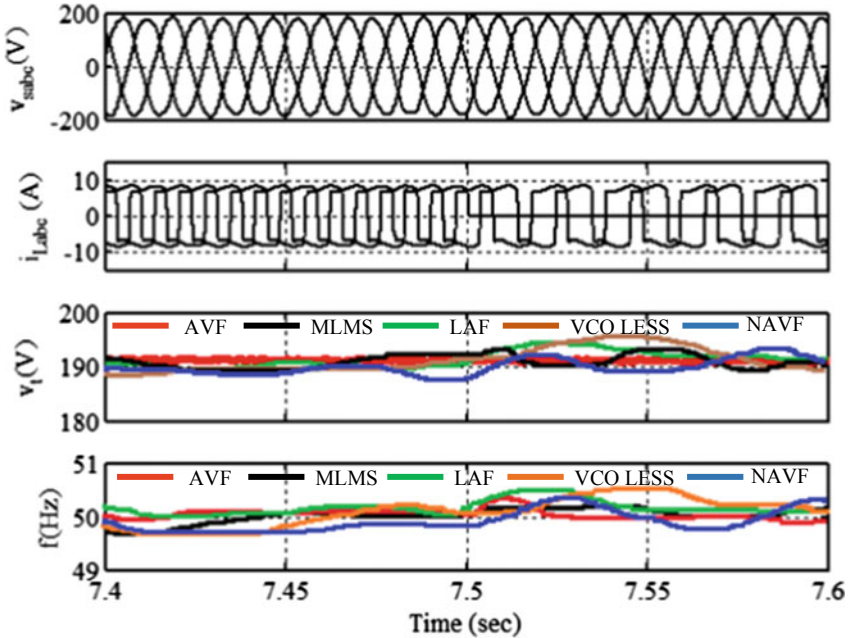 200
0
-200
v_sabc(V)
10
0
-10
i_Labc (A)
200
190
180
v_t(V)
AVF MLMS LAF VCO LESS NAVF
51
50
49
f(Hz)
AVF MLMS LAF VCO LESS NAVF
7.4 7.45 7.5 7.55 7.6
Time (sec)